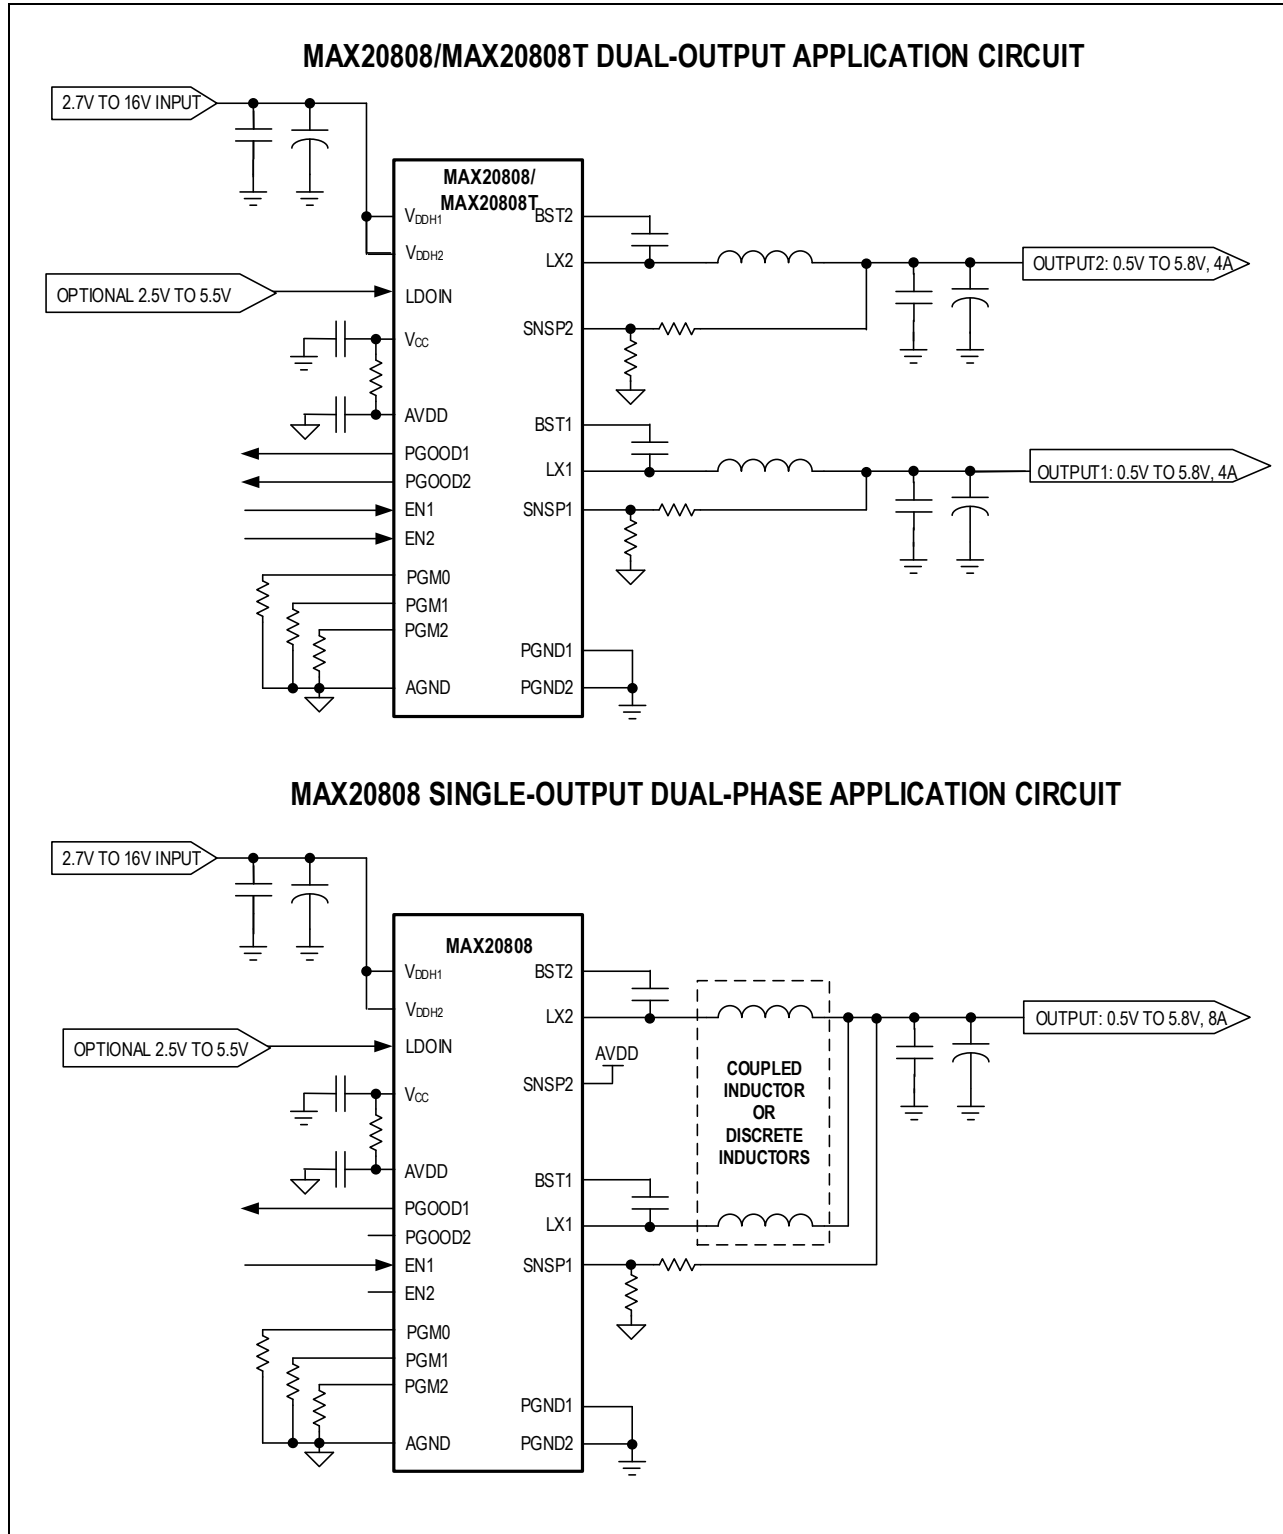 MAX20808/MAX20808T DUAL-OUTPUT APPLICATION CIRCUIT
2.7V TO 16V INPUT
MAX20808/
MAX20808T
VDDH1
BST2
VDDH2
LX2
OUTPUT2: 0.5V TO 5.8V, 4A
OPTIONAL 2.5V TO 5.5V
LDOIN
SNSP2
VCC
AVDD
BST1
PGOOD1
LX1
OUTPUT1: 0.5V TO 5.8V, 4A
PGOOD2
EN1
SNSP1
EN2
PGM0
PGM1
PGM2
PGND1
AGND
PGND2
MAX20808 SINGLE-OUTPUT DUAL-PHASE APPLICATION CIRCUIT
2.7V TO 16V INPUT
MAX20808
VDDH1
BST2
VDDH2
LX2
OUTPUT: 0.5V TO 5.8V, 8A
OPTIONAL 2.5V TO 5.5V
LDOIN
AVDD
SNSP2
COUPLED
INDUCTOR
OR
DISCRETE
INDUCTORS
VCC
AVDD
BST1
PGOOD1
LX1
PGOOD2
EN1
SNSP1
EN2
PGM0
PGM1
PGM2
PGND1
AGND
PGND2